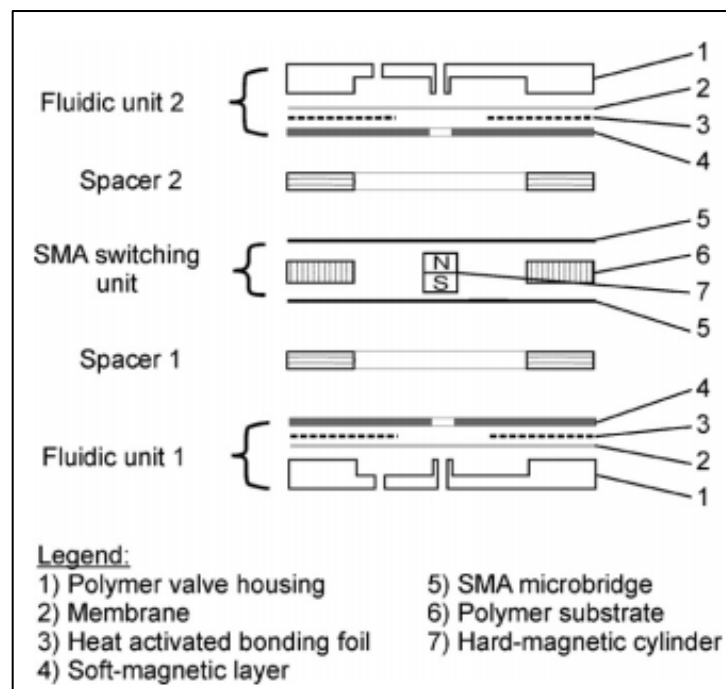 1
2
Fluidic unit 2
3
4
Spacer 2
5
SMA switching
unit
6
N
S
7
5
Spacer 1
4
3
Fluidic unit 1
2
1
Legend:
1) Polymer valve housing
2) Membrane
3) Heat activated bonding foil
4) Soft-magnetic layer
5) SMA microbridge
6) Polymer substrate
7) Hard-magnetic cylinder